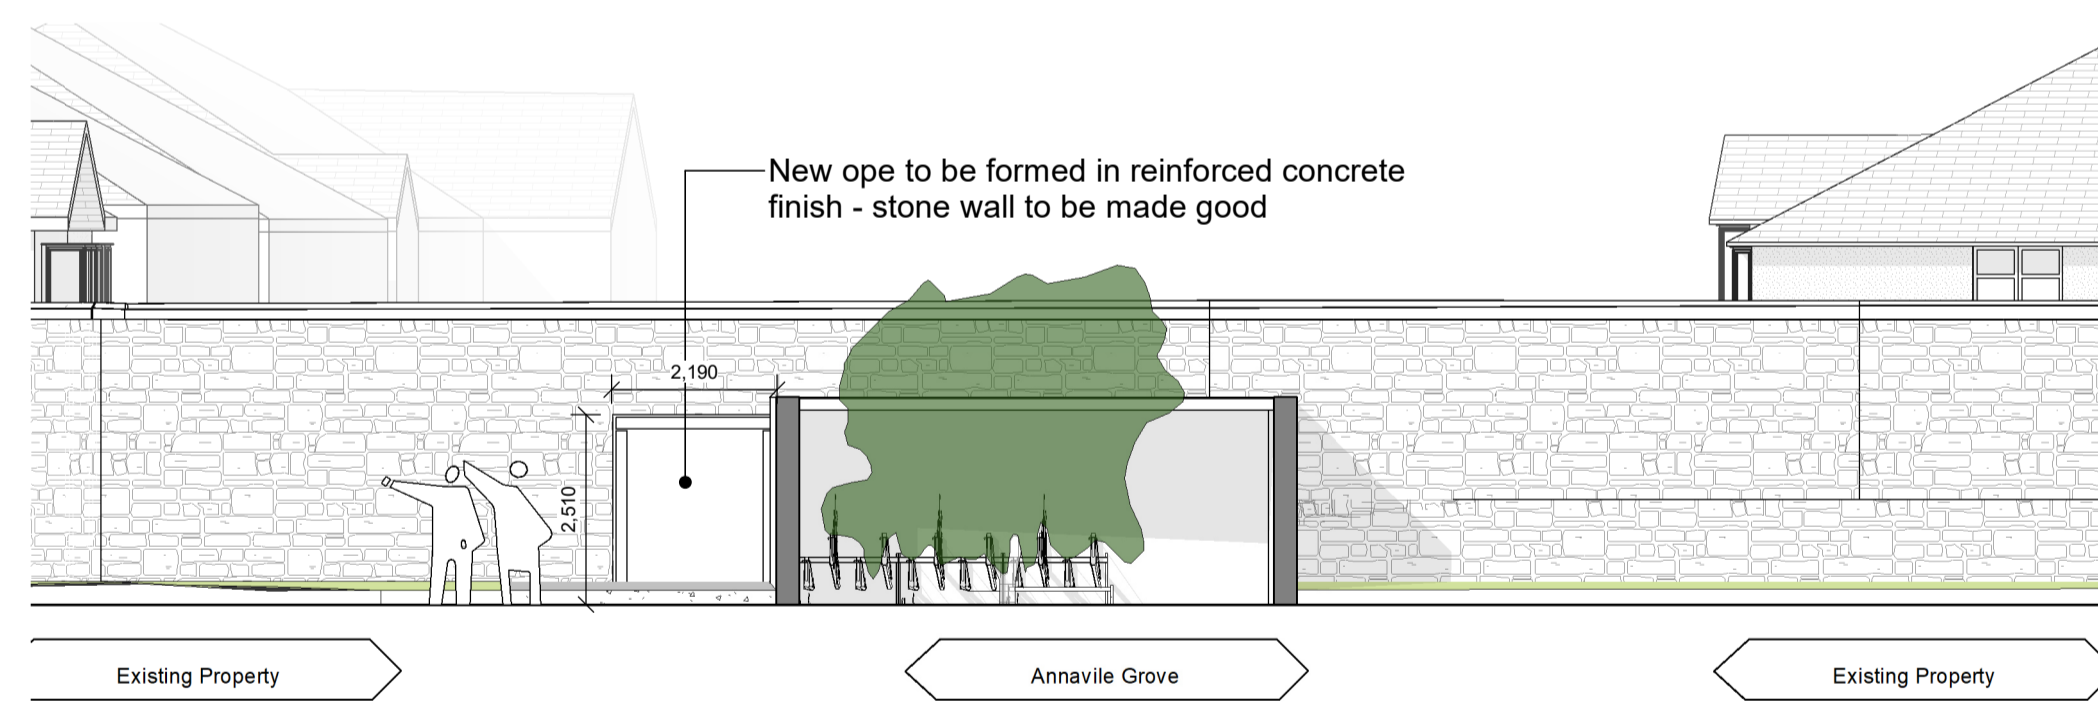 New ope to be formed in reinforced concrete
finish - stone wall to be made good
2,190
2,510
Existing Property
Annavile Grove
Existing Property